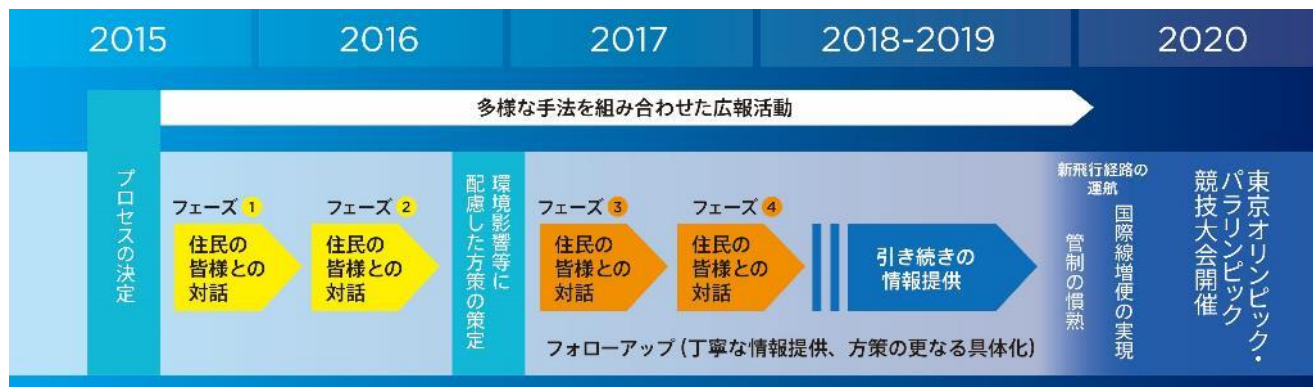 2015
2016
2017
2018-2019
2020
多様な手法を組み合わせた広報活動
プロセスの決定
フェーズ 1
住民の
皆様との
対話
フェーズ 2
住民の
皆様との
対話
環境影響等に
配慮した方策の策定
フェーズ 3
住民の
皆様との
対話
フェーズ 4
住民の
皆様との
対話
引き続きの
情報提供
フォローアップ (丁寧な情報提供、方策の更なる具体化)
新飛行経路の
運航
国際線増便の実現
管制の慣熟
東京オリンピック・
パラリンピック
競技大会開催